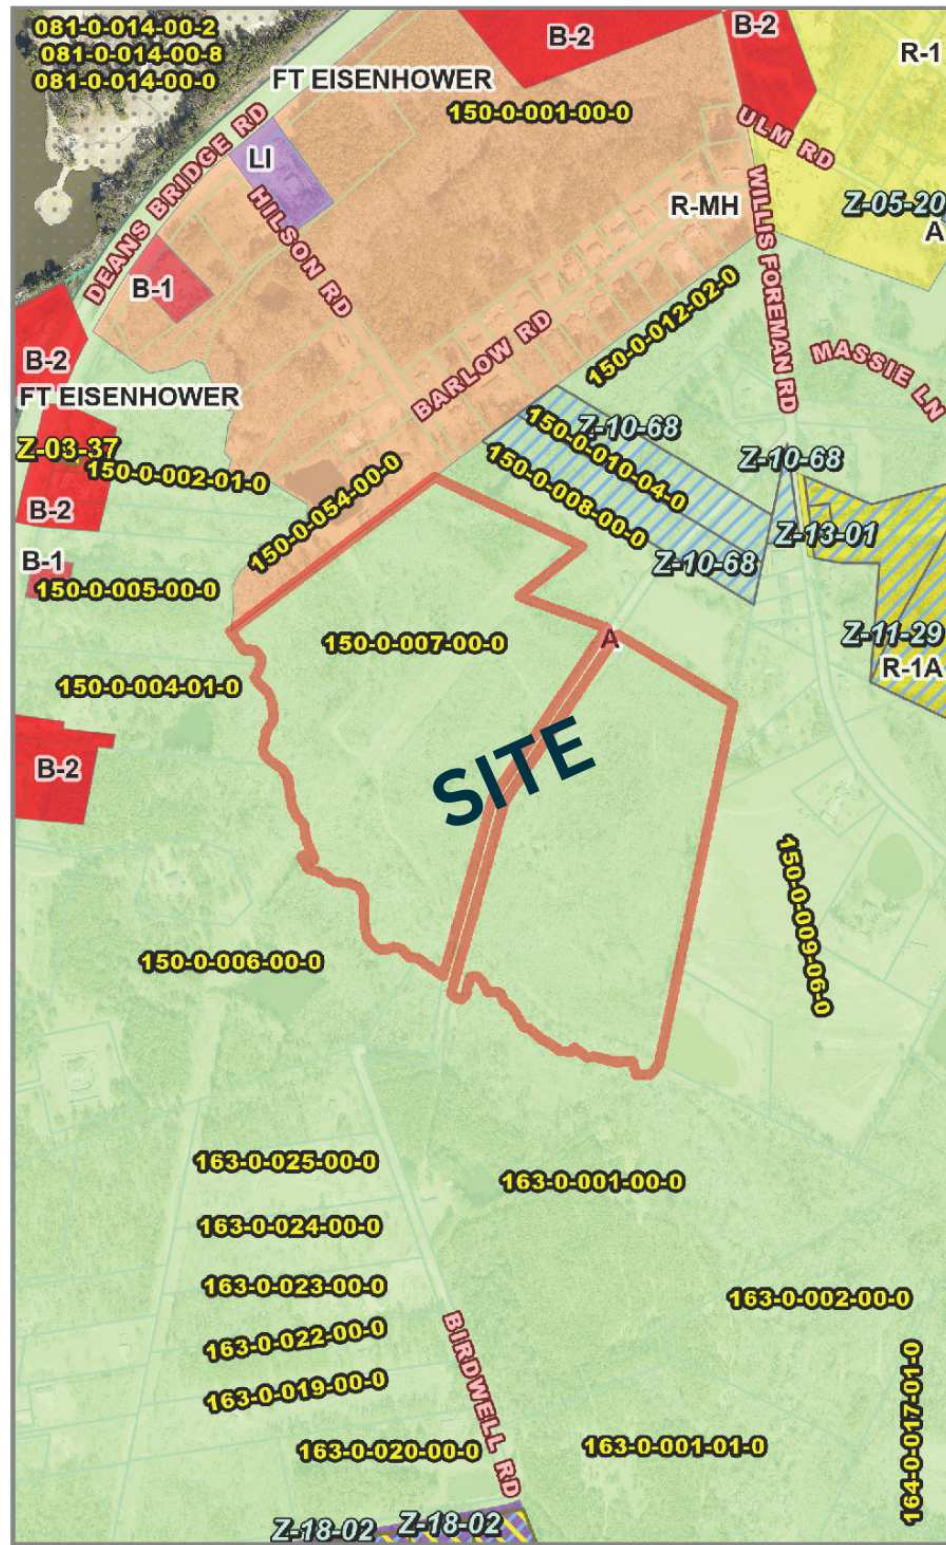 081-0-014-00-2
081-0-014-00-8
081-0-014-00-0
B-2
B-2
R-1
FT EISENHOWER
150-0-001-00-0
DEANS BRIDGE RD
LI
HILSON RD
ULM RD
WILLIS FOREMAN RD
R-MH
Z-05-20
A
B-1
BARLOW RD
150-0-012-02-0
MASSIE LN
B-2
FT EISENHOWER
Z-03-37
150-0-002-01-0
B-2
150-0-054-00-0
Z-10-68
150-0-010-04-0
150-0-008-00-0
Z-10-68
Z-13-01
Z-10-68
B-1
150-0-005-00-0
150-0-007-00-0
A
Z-11-29
R-1A
150-0-004-01-0
B-2
SITE
150-0-009-06-0
150-0-006-00-0
163-0-025-00-0
163-0-001-00-0
163-0-024-00-0
163-0-023-00-0
163-0-002-00-0
163-0-022-00-0
163-0-019-00-0
BIRDWELL RD
164-0-017-01-0
163-0-020-00-0
163-0-001-01-0
Z-18-02
Z-18-02